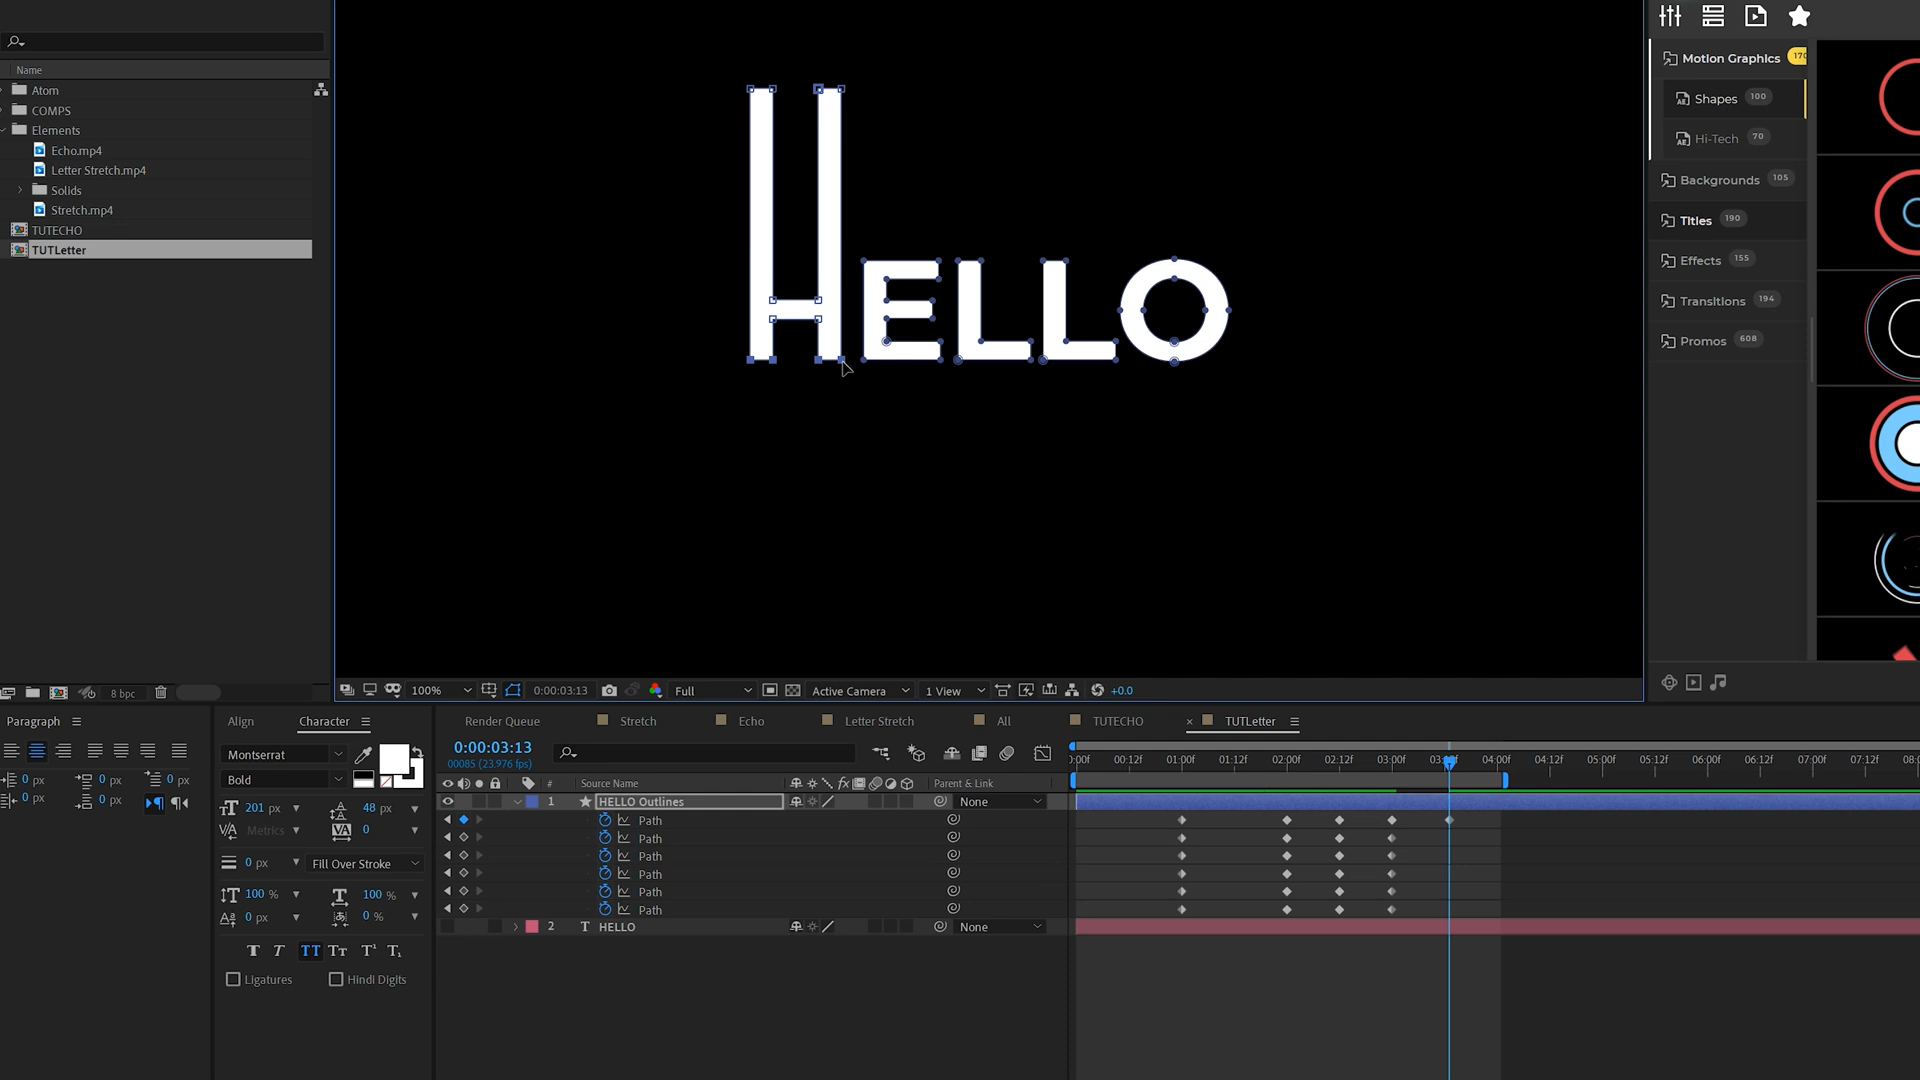 Name
Atom
COMPS
Elements
Echo.mp4
Letter Stretch.mp4
Solids
Stretch.mp4
TUTECHO
TUTLetter
8 bpc
HELLO
100%
0:00:03:13
Full
Active Camera
1 View
+0.0
Motion Graphics
Shapes 100
Hi-Tech 70
Backgrounds 105
Titles 190
Effects 155
Transitions 194
Promos 608
Paragraph
0 px 0 px 0 px
0 px 0 px
Align Character
Montserrat
Bold
201 px 48 px
Metrics 0
0 px Fill Over Stroke
100 % 100 %
0 px 0 %
T T TT Tт T¹ T₁
Ligatures Hindi Digits
Render Queue Stretch Echo Letter Stretch All TUTECHO × TUTLetter
0:00:03:13
00085 (23.976 fps)
# Source Name fx Parent & Link
1 HELLO Outlines None
Path
Path
Path
Path
Path
Path
2 T HELLO None
00:12f 01:00f 01:12f 02:00f 02:12f 03:00f 04:00f 04:12f 05:00f 05:12f 06:00f 06:12f 07:00f 07:12f